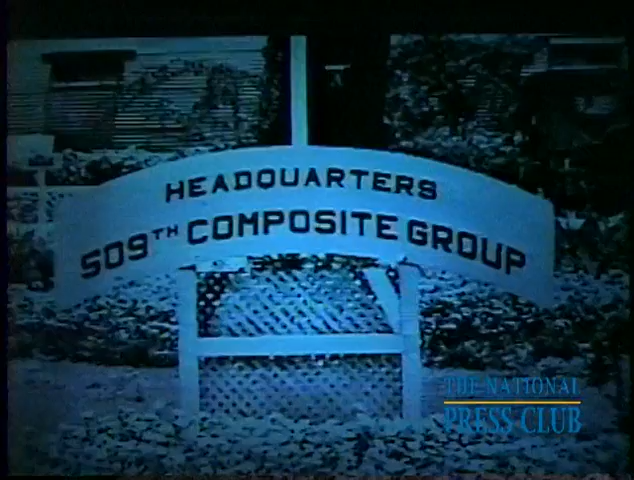 HEADQUARTERS
509TH COMPOSITE GROUP
THE NATIONAL
PRESS CLUB